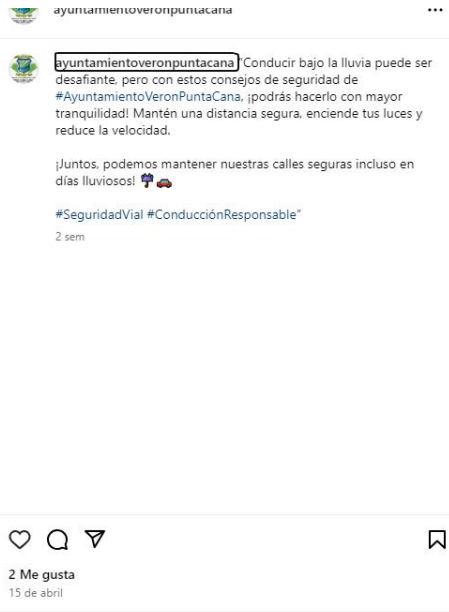 ayuntamientoveronpuntacana
ayuntamientoveronpuntacana "Conducir bajo la lluvia puede ser
desafiante, pero con estos consejos de seguridad de
#AyuntamientoVeronPuntaCana, ¡podrás hacerlo con mayor
tranquilidad! Mantén una distancia segura, enciende tus luces y
reduce la velocidad.
¡Juntos, podemos mantener nuestras calles seguras incluso en
días lluviosos!
#SeguridadVial #ConducciónResponsable"
2 sem
2 Me gusta
15 de abril